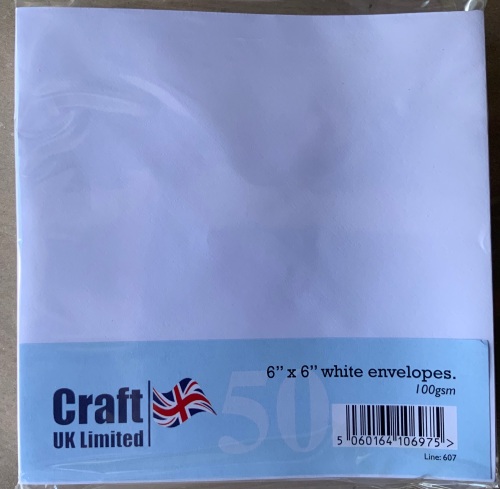 6” x 6” white envelopes.
100gsm
50
Craft
UK Limited
5 060164 106975 >
Line: 607